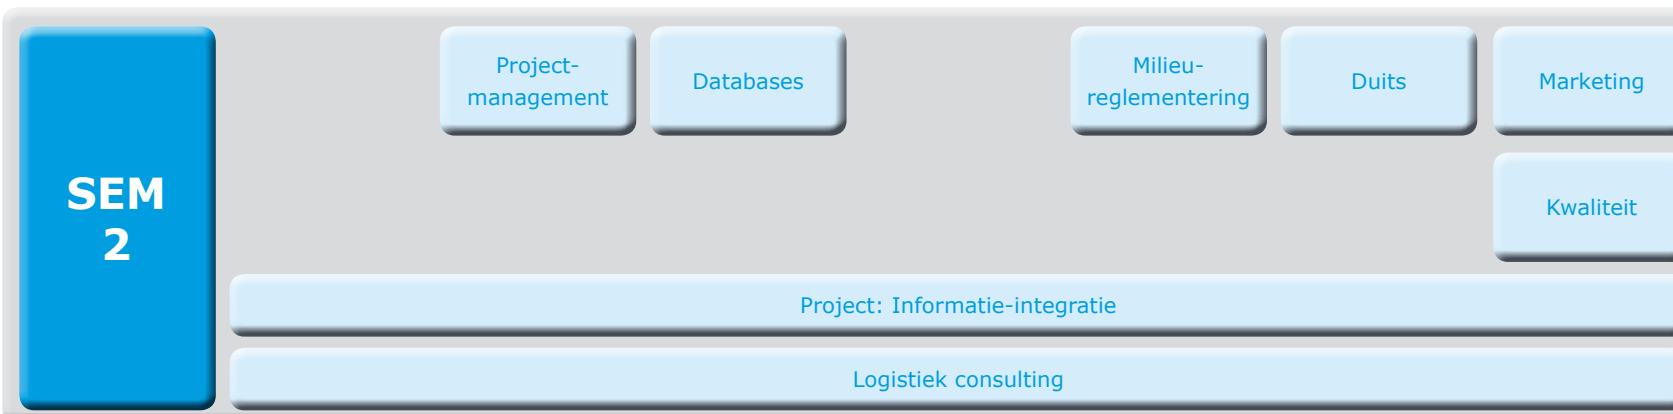 SEM
2
Project-
management
Databases
Milieu-
reglementering
Duits
Marketing
Kwaliteit
Project: Informatie-integratie
Logistiek consulting